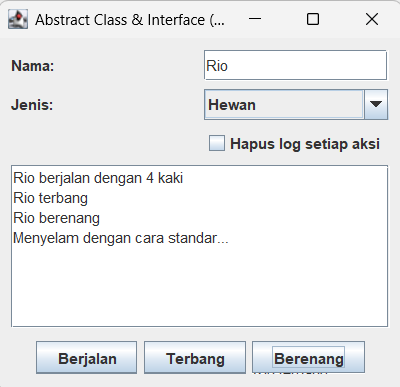 Abstract Class & Interface (...
Nama:
Rio
Jenis:
Hewan
Hapus log setiap aksi
Rio berjalan dengan 4 kaki
Rio terbang
Rio berenang
Menyelam dengan cara standar...
Berjalan
Terbang
Berenang